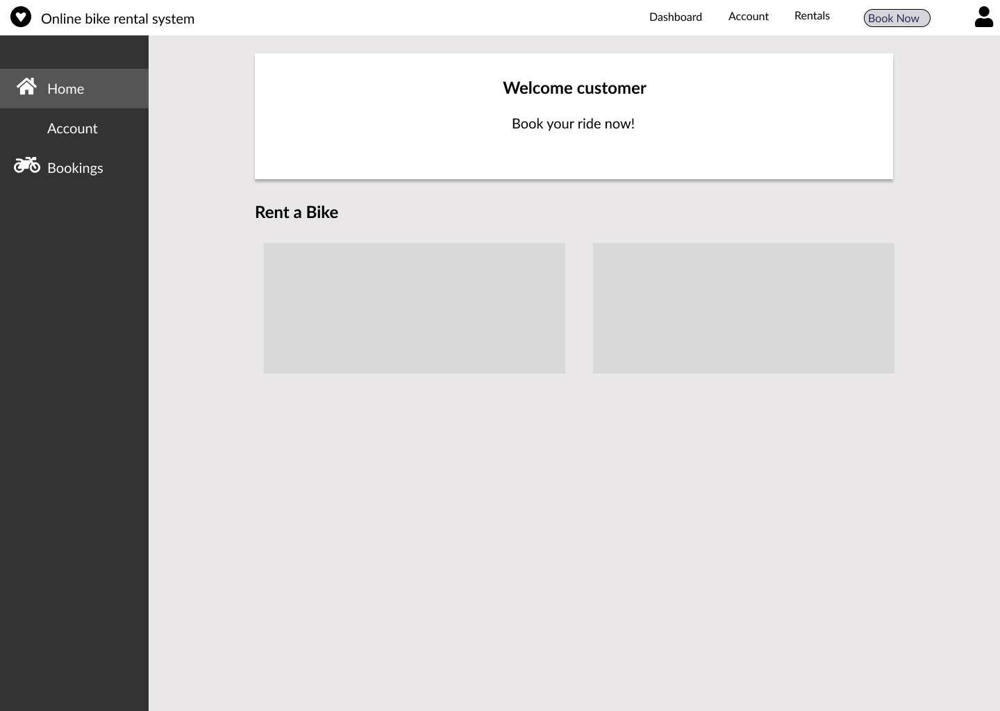 Online bike rental system
Dashboard
Account
Rentals
Book Now
Home
Account
Bookings
Welcome customer
Book your ride now!
Rent a Bike